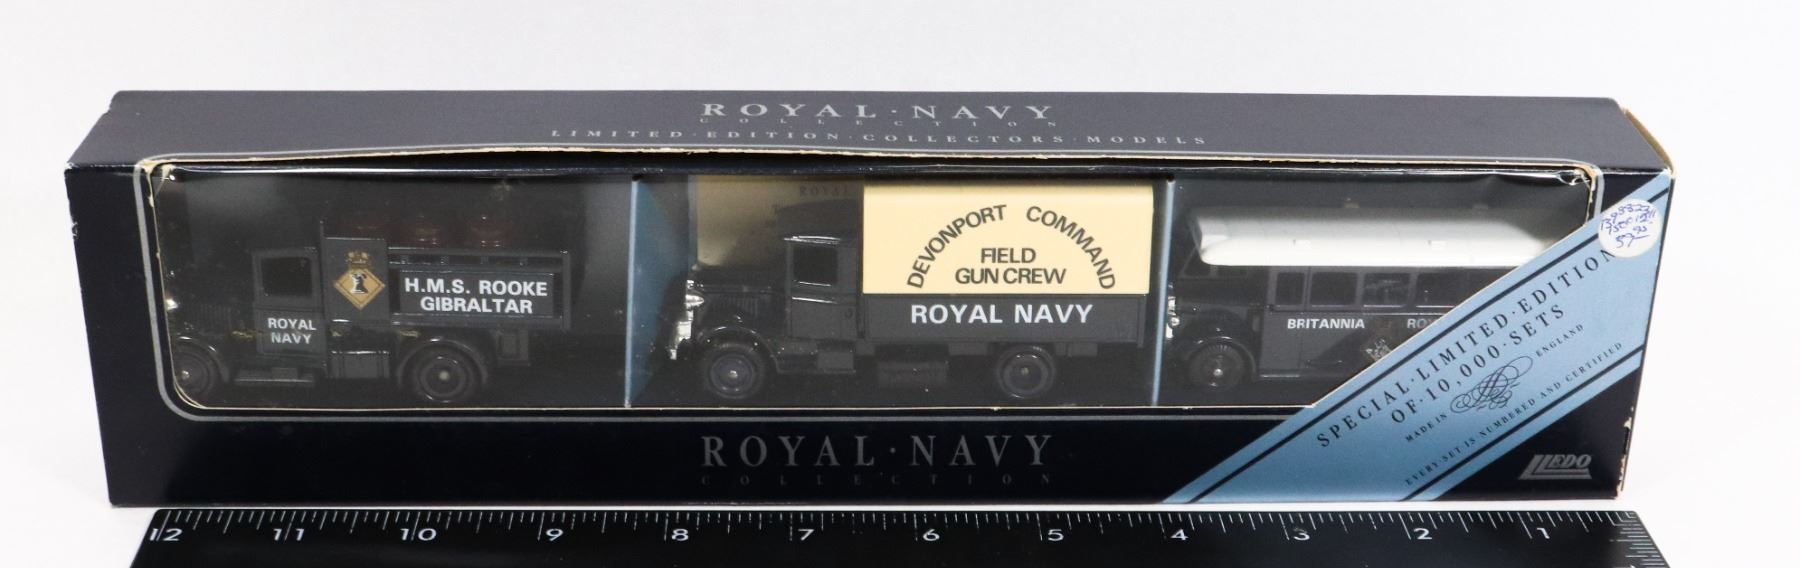 ROYAL·NAVY
COLLECTION
LIMITED·EDITION·COLLECTORS·MODELS
ROYAL
H.M.S. ROOKE
GIBRALTAR
ROYAL
NAVY
DEVONPORT COMMAND
FIELD
GUN CREW
ROYAL NAVY
BRITANNIA
SPECIAL·LIMITED·EDITION
OF·10,000·SETS
MADE IN ENGLAND
EVERY·SET·IS·NUMBERED AND CERTIFIED
LLEDO
ROYAL·NAVY
COLLECTION
12 11 10 9 8 7 6 5 4 3 2 1